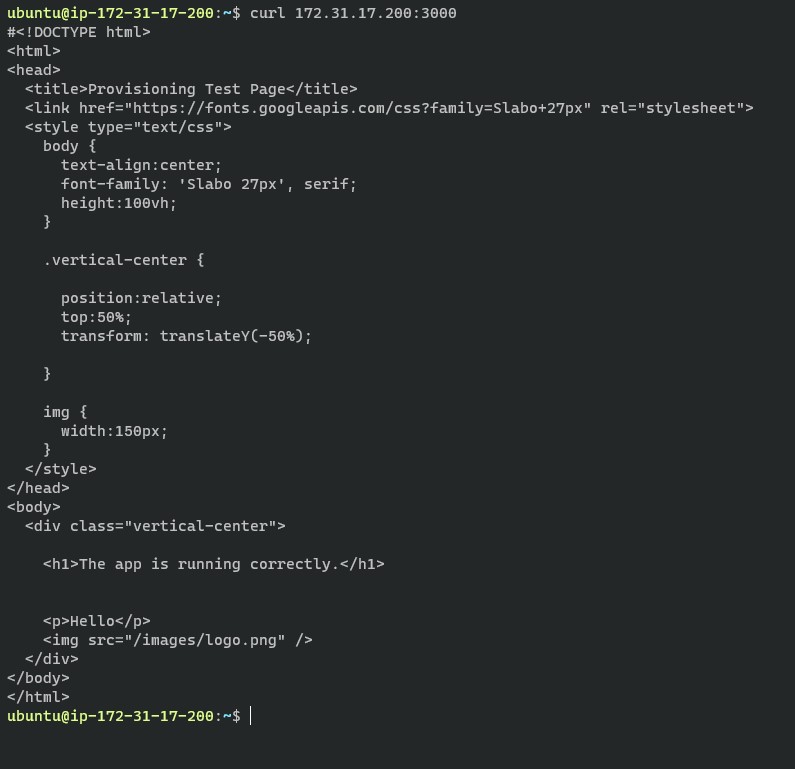 ubuntu@ip-172-31-17-200:~$ curl 172.31.17.200:3000
#<!DOCTYPE html>
<html>
<head>
  <title>Provisioning Test Page</title>
  <link href="https://fonts.googleapis.com/css?family=Slabo+27px" rel="stylesheet">
  <style type="text/css">
    body {
      text-align:center;
      font-family: 'Slabo 27px', serif;
      height:100vh;
    }

    .vertical-center {

      position:relative;
      top:50%;
      transform: translateY(-50%);

    }

    img {
      width:150px;
    }
  </style>
</head>
<body>
  <div class="vertical-center">

    <h1>The app is running correctly.</h1>


    <p>Hello</p>
    <img src="/images/logo.png" />
  </div>
</body>
</html>
ubuntu@ip-172-31-17-200:~$